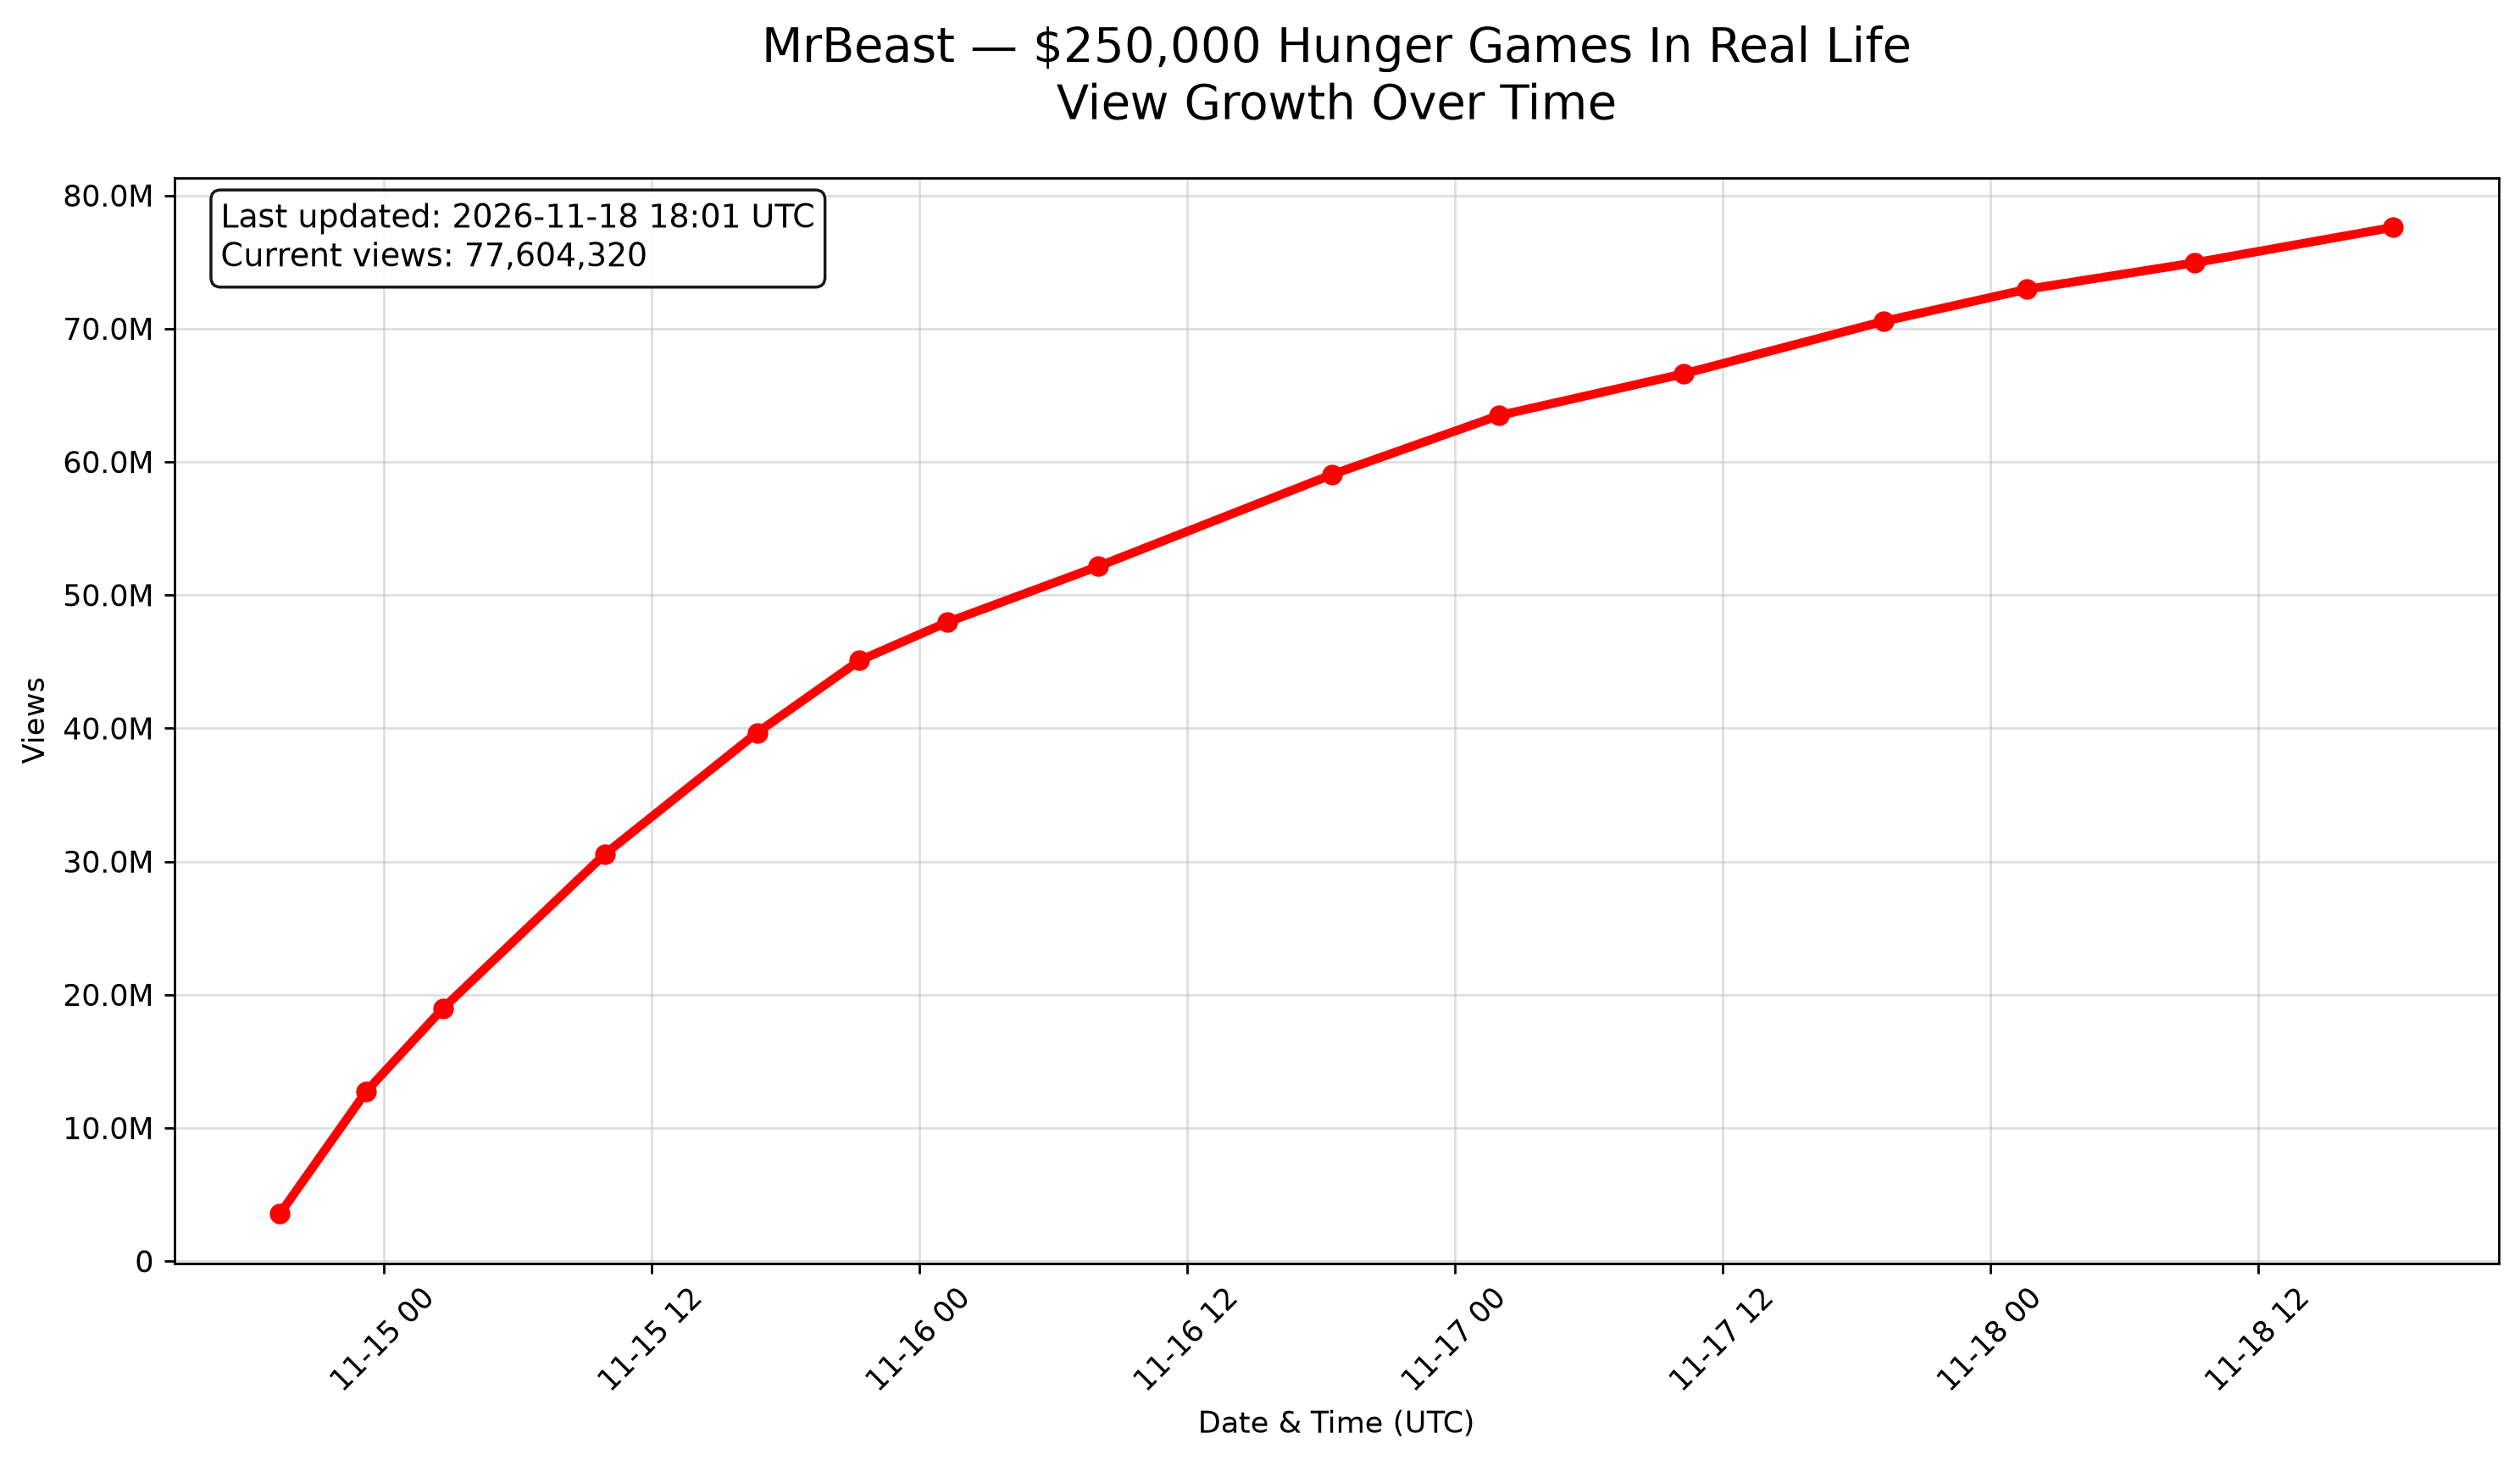 MrBeast — $250,000 Hunger Games In Real Life
View Growth Over Time
Last updated: 2026-11-18 18:01 UTC
Current views: 77,604,320
80.0M
70.0M
60.0M
50.0M
40.0M
30.0M
20.0M
10.0M
0
Views
11-15 00
11-15 12
11-16 00
11-16 12
11-17 00
11-17 12
11-18 00
11-18 12
Date & Time (UTC)